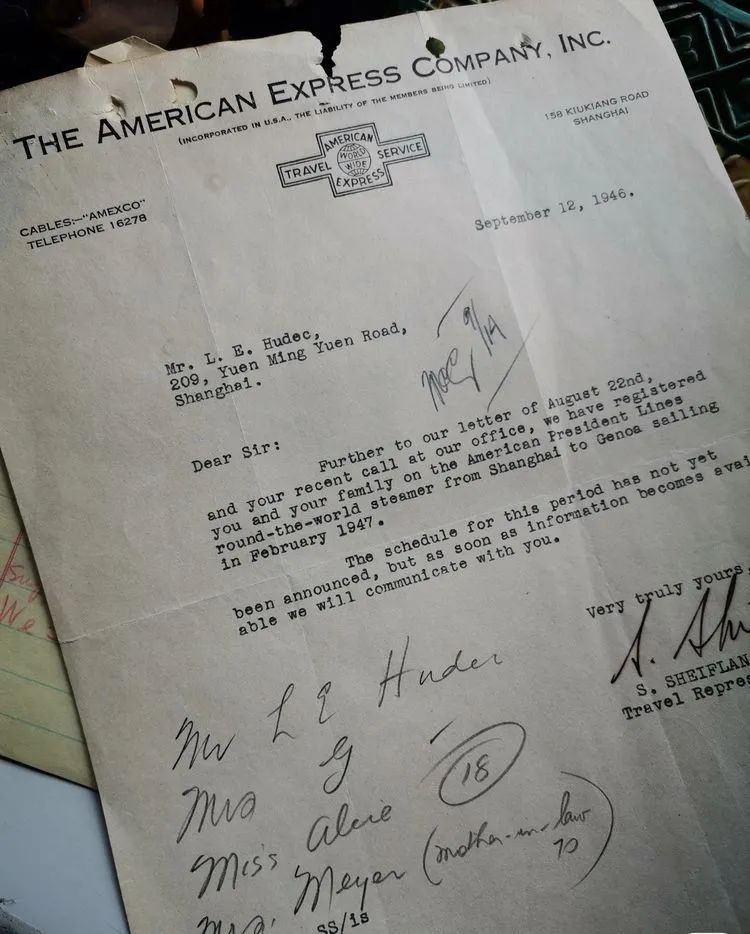 THE AMERICAN EXPRESS COMPANY, INC.
(INCORPORATED IN U.S.A., THE LIABILITY OF THE MEMBERS BEING LIMITED)
158 KIUKIANG ROAD
SHANGHAI
AMERICAN
TRAVEL WORLD WIDE SERVICE
EXPRESS
CABLES:-"AMEXCO"
TELEPHONE 16278
September 12, 1946.
Mr. L. E. Hudec,
209, Yuen Ming Yuen Road,
Shanghai.
9/19
Dear Sir:
Further to our letter of August 22nd,
and your recent call at our office, we have registered
you and your family on the American President Lines
round-the-world steamer from Shanghai to Genoa sailing
in February 1947.
The schedule for this period has not yet
been announced, but as soon as information becomes avai
able we will communicate with you.
Very truly yours,
S. SHEIFLAN
Travel Repres
Mr L E Hudec
Mrs G
Miss Alice 18
Mrs. Meyer (mother-in-law
70)
SS/is
We